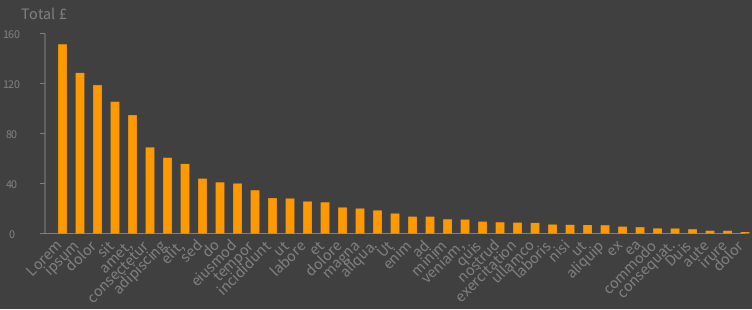 Total £
160
120
80
40
0
Lorem
ipsum
dolor
sit
amet,
consectetur
adipiscing
elit,
sed
do
eiusmod
tempor
incididunt
ut
labore
et
dolore
magna
aliqua.
Ut
enim
ad
minim
veniam,
quis
nostrud
exercitation
ullamco
laboris
nisi
ut
aliquip
ex
ea
commodo
consequat.
Duis
aute
irure
dolor